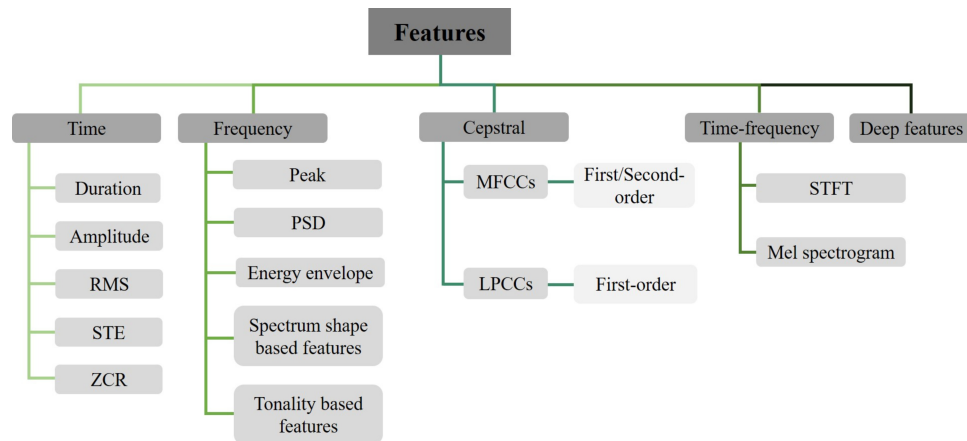 Features
Time
Frequency
Cepstral
Time-frequency
Deep features
Duration
Amplitude
RMS
STE
ZCR
Peak
PSD
Energy envelope
Spectrum shape
based features
Tonality based
features
MFCCs
First/Second-
order
LPCCs
First-order
STFT
Mel spectrogram